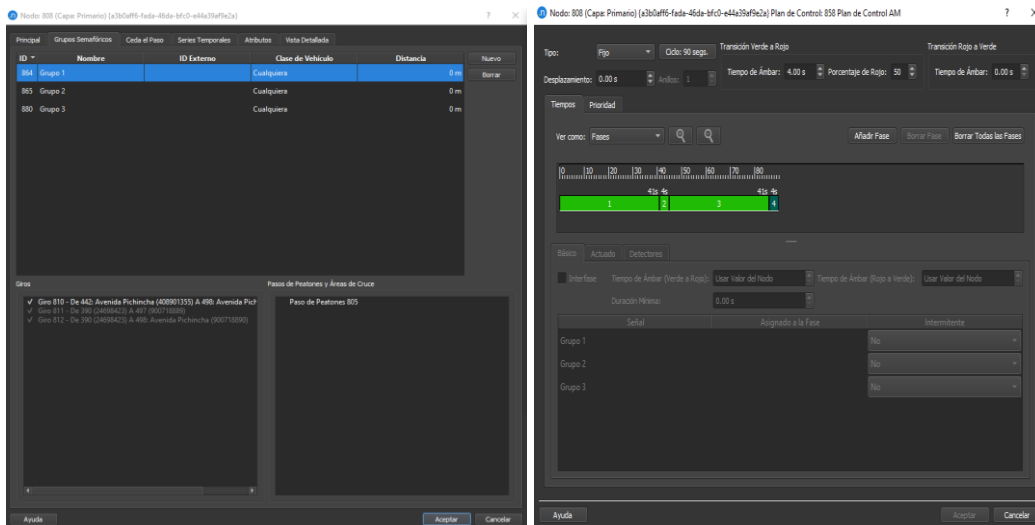 Nodo: 808 (Capa: Primario) {a3b0aff6-fada-46da-bfc0-e44a39af9e2a}
Principal Grupos Semafóricos Ceda el Paso Series Temporales Atributos Vista Detallada
ID Nombre ID Externo Clase de Vehículo Distancia Nuevo
864 Grupo 1 Cualquiera 0 m Borrar
865 Grupo 2 Cualquiera 0 m
880 Grupo 3 Cualquiera 0 m
Giros Pasos de Peatones y Áreas de Cruce
Giro 810 - De 442: Avenida Pichincha (408901355) A 498: Avenida Pich
Giro 811 - De 390 (24698423) A 497 (900718889)
Giro 812 - De 390 (24698423) A 498: Avenida Pichincha (900718890)
Paso de Peatones 805
Ayuda Aceptar Cancelar
Nodo: 808 (Capa: Primario) {a3b0aff6-fada-46da-bfc0-e44a39af9e2a} Plan de Control: 858 Plan de Control AM
Transición Verde a Rojo Transición Rojo a Verde
Tipo: Fijo Ciclo: 90 segs.
Tiempo de Ámbar: 4.00 s Porcentaje de Rojo: 50 Tiempo de Ámbar: 0.00 s
Desplazamiento: 0.00 s Anillos: 1
Tiempos Prioridad
Ver como: Fases Añadir Fase Borrar Fase Borrar Todas las Fases
0 10 20 30 40 50 60 70 80
41s 4s 41s 4s
1 2 3 4
Básico Actuado Detectores
Interfase Tiempo de Ámbar (Verde a Rojo): Usar Valor del Nodo Tiempo de Ámbar (Rojo a Verde): Usar Valor del Nodo
Duración Mínima: 0.00 s
Señal Asignado a la Fase Intermitente
Grupo 1 No
Grupo 2 No
Grupo 3 No
Ayuda Aceptar Cancelar